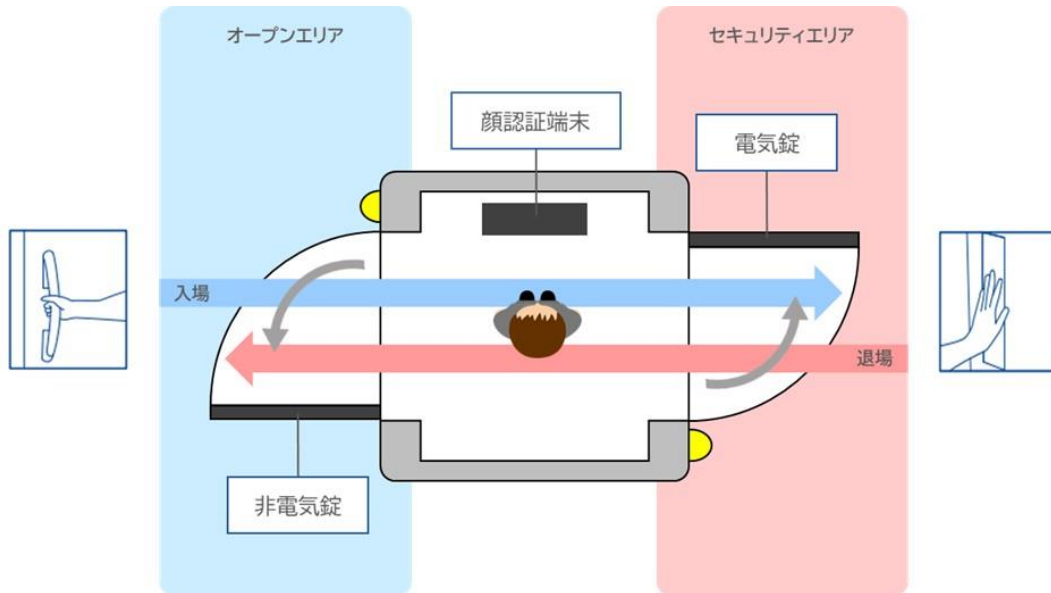 オープンエリア
セキュリティエリア
顔認証端末
電気錠
入場
退場
非電気錠